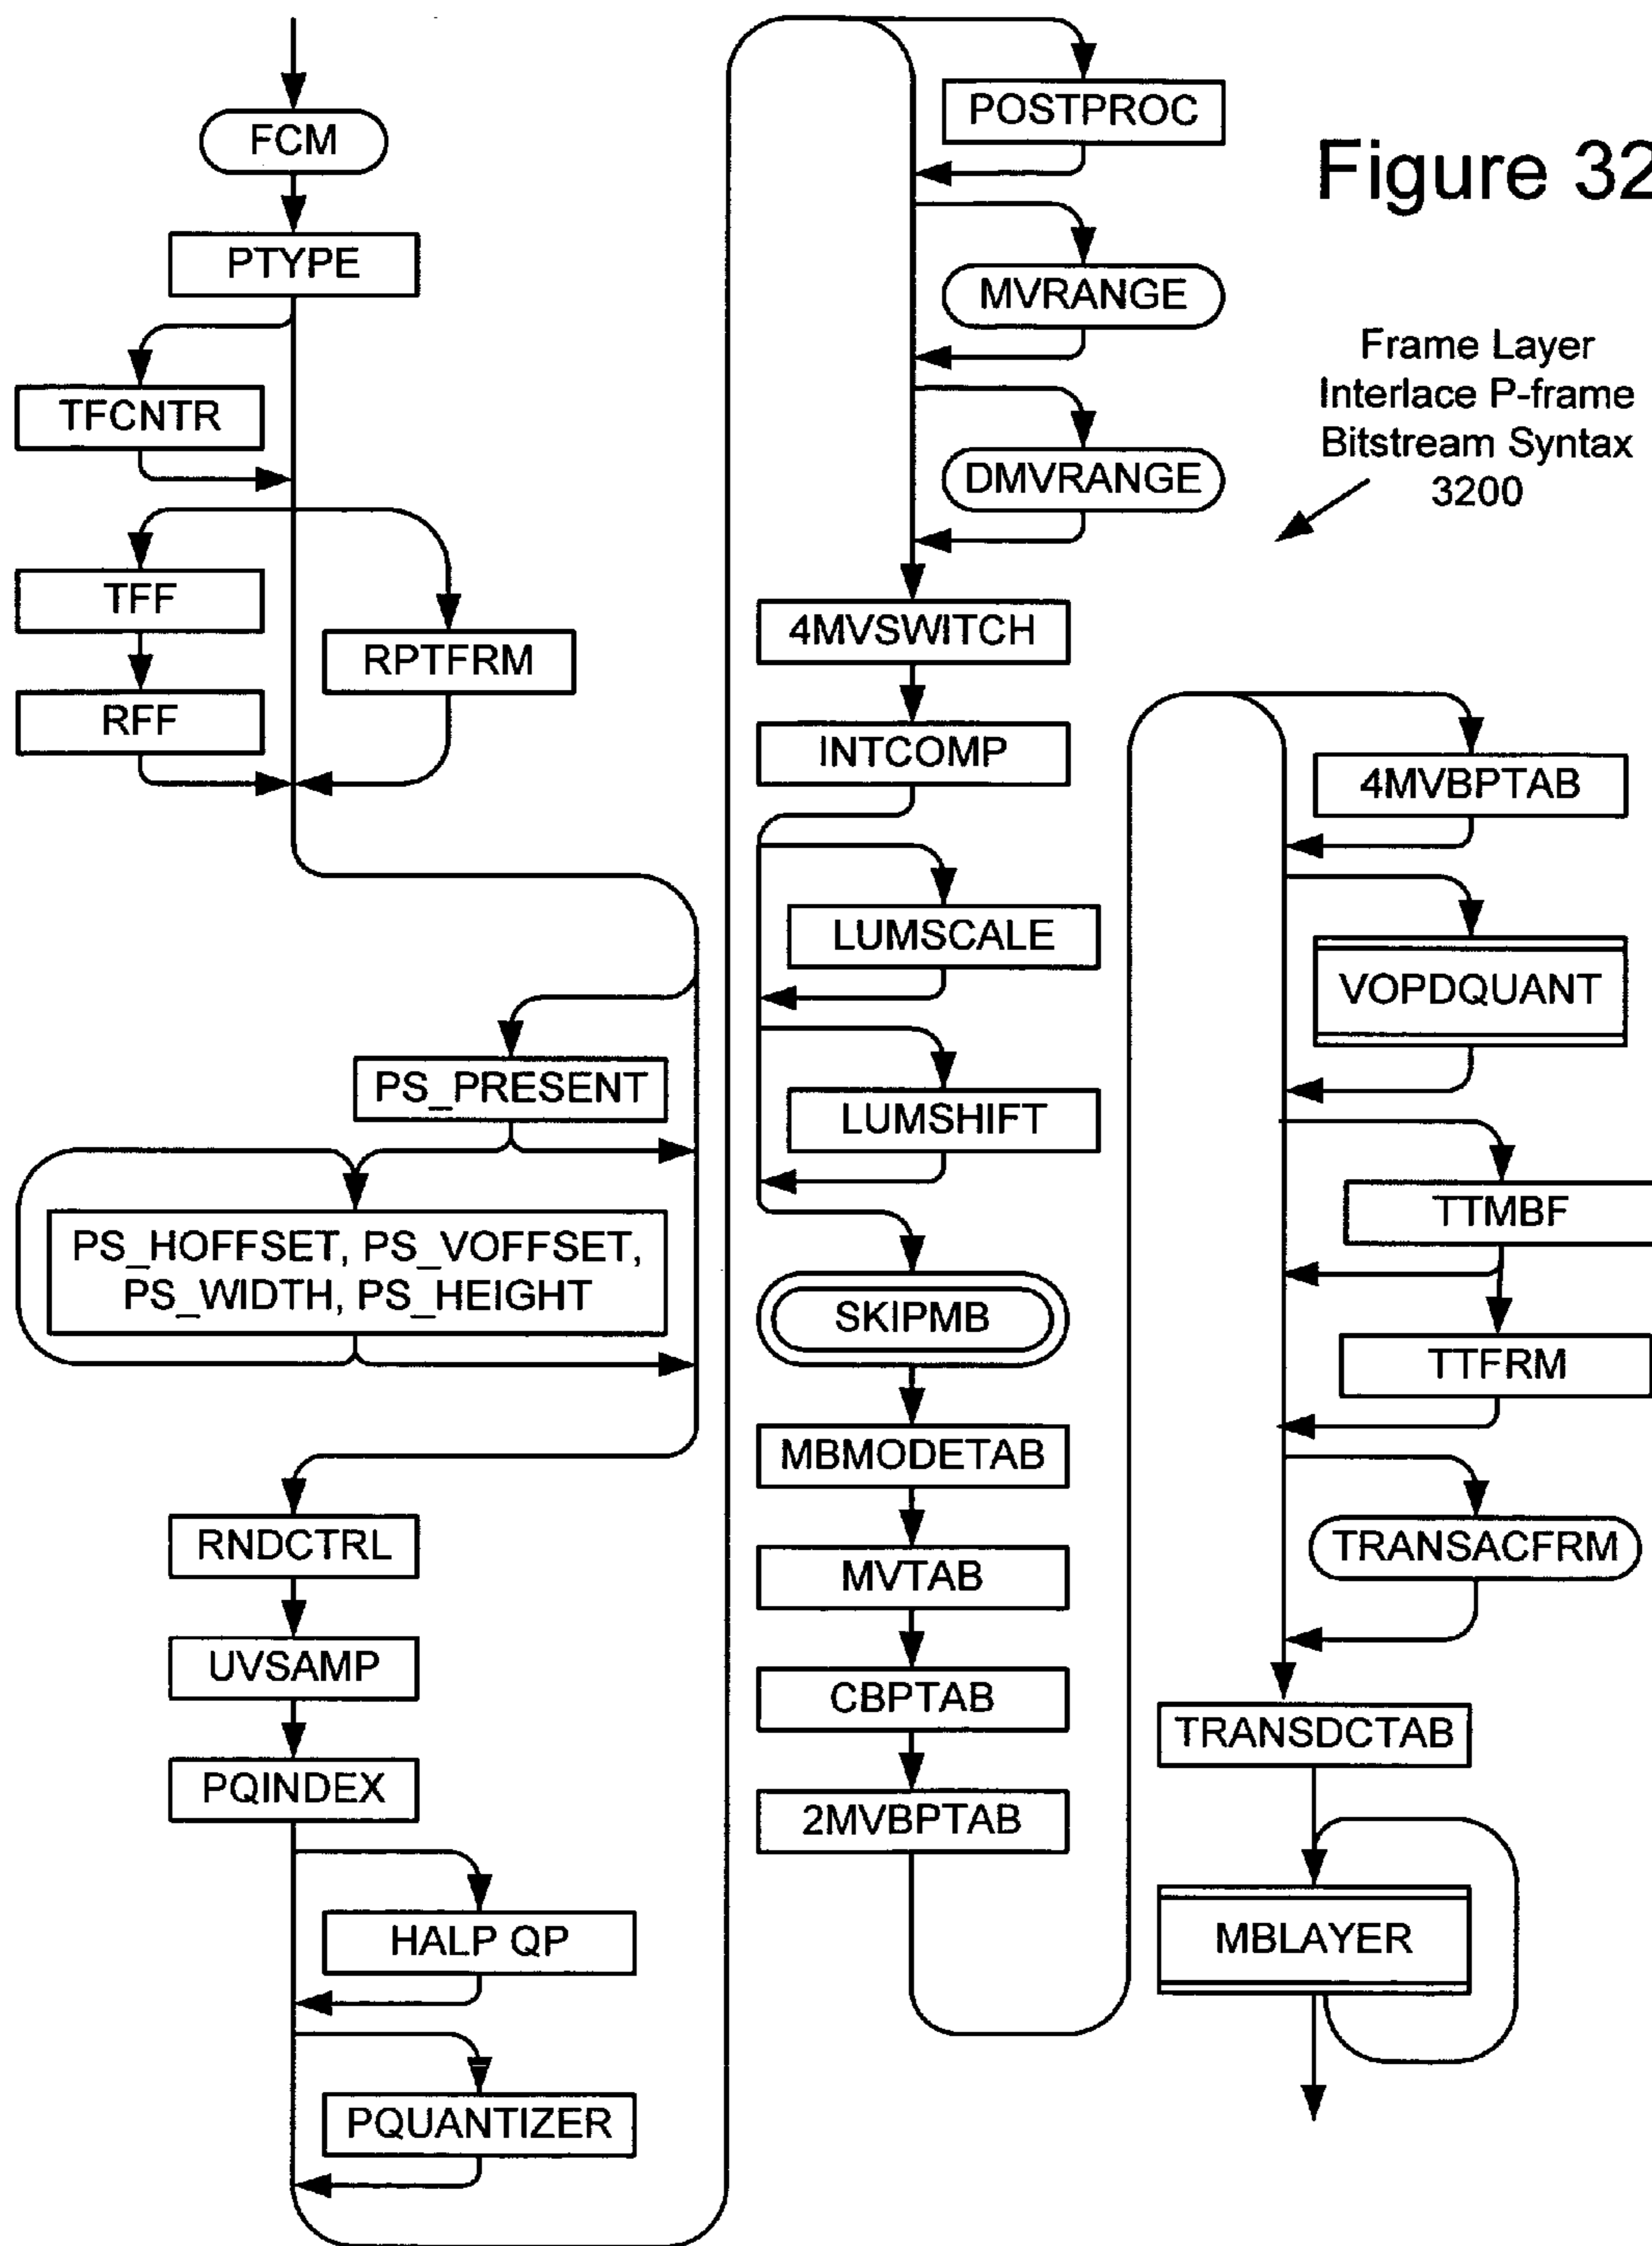 FCM
PTYPE
TFCNTR
TFF
RPTFRM
RFF
PS_PRESENT
PS_HOFFSET, PS_VOFFSET,
PS_WIDTH, PS_HEIGHT
RNDCTRL
UVSAMP
PQINDEX
HALP QP
PQUANTIZER
POSTPROC
MVRANGE
DMVRANGE
4MVSWITCH
INTCOMP
LUMSCALE
LUMSHIFT
SKIPMB
MBMODETAB
MVTAB
CBPTAB
2MVBPTAB
Figure 32
Frame Layer
Interlace P-frame
Bitstream Syntax
3200
4MVBPTAB
VOPDQUANT
TTMBF
TTFRM
TRANSACFRM
TRANSDCTAB
MBLAYER